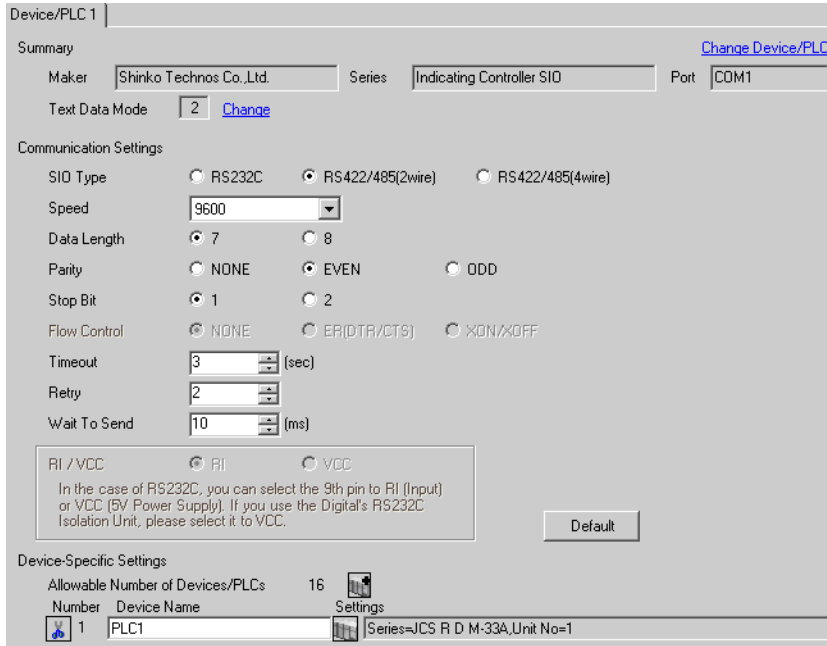 Device/PLC 1
Summary Change Device/PLC
Maker Shinko Technos Co.,Ltd. Series Indicating Controller SIO Port COM1
Text Data Mode 2 Change
Communication Settings
SIO Type RS232C RS422/485(2wire) RS422/485(4wire)
Speed 9600
Data Length 7 8
Parity NONE EVEN ODD
Stop Bit 1 2
Flow Control NONE ER(DTR/CTS) XON/XOFF
Timeout 3 (sec)
Retry 2
Wait To Send 10 (ms)
RI / VCC RI VCC
In the case of RS232C, you can select the 9th pin to RI (Input)
or VCC (5V Power Supply). If you use the Digital's RS232C
Isolation Unit, please select it to VCC.
Default
Device-Specific Settings
Allowable Number of Devices/PLCs 16
Number Device Name Settings
1 PLC1 Series=JCS R D M-33A,Unit No=1